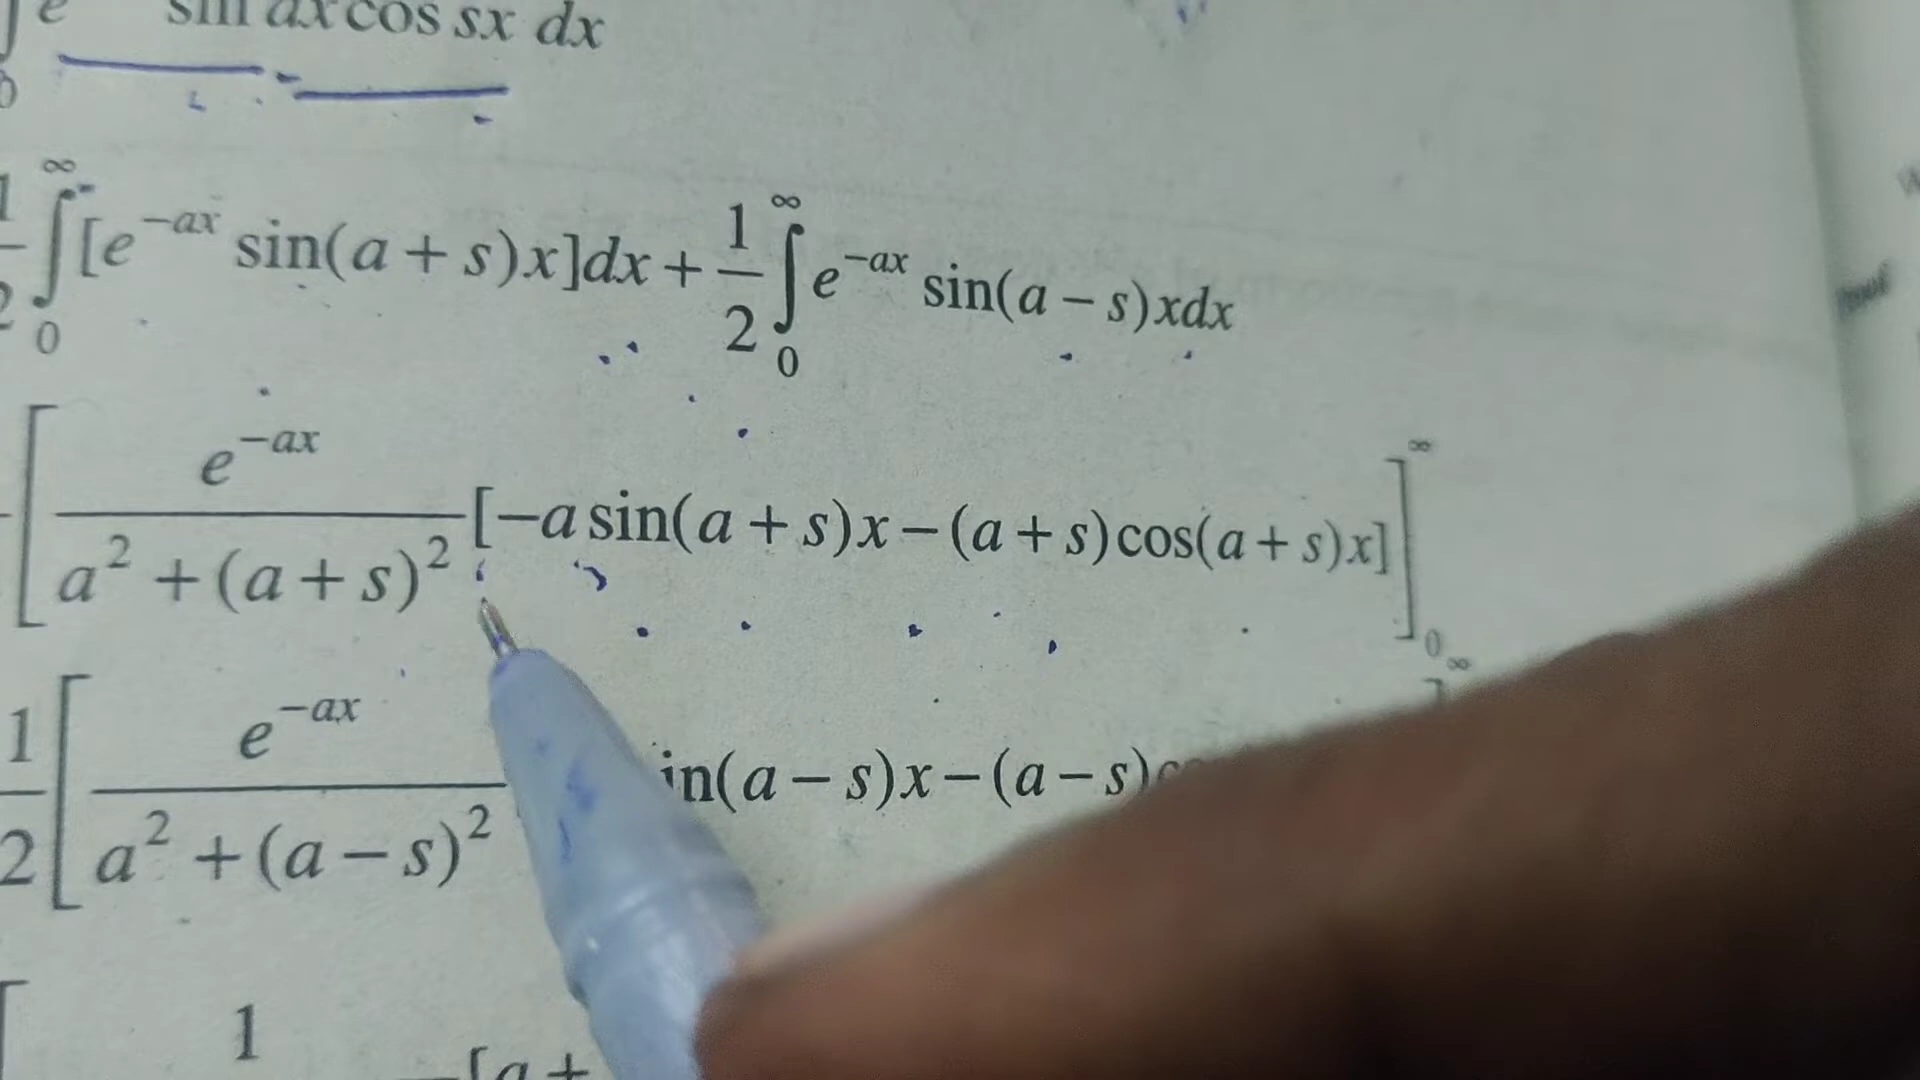 e sin ax cos sx dx
0
1/2 ∫₀^∞ [e^{-ax} sin(a + s)x]dx + 1/2 ∫₀^∞ e^{-ax} sin(a − s)xdx
[e^{-ax} / (a² + (a + s)²) [−a sin(a + s)x − (a + s)cos(a + s)x]]₀^∞
1/2 [e^{-ax} / (a² + (a − s)²) in(a − s)x − (a − s) ]^∞
[1 [a +